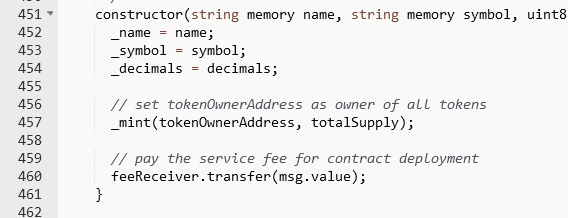 451 constructor(string memory name, string memory symbol, uint8
452 _name = name;
453 _symbol = symbol;
454 _decimals = decimals;
455
456 // set tokenOwnerAddress as owner of all tokens
457 _mint(tokenOwnerAddress, totalSupply);
458
459 // pay the service fee for contract deployment
460 feeReceiver.transfer(msg.value);
461 }
462